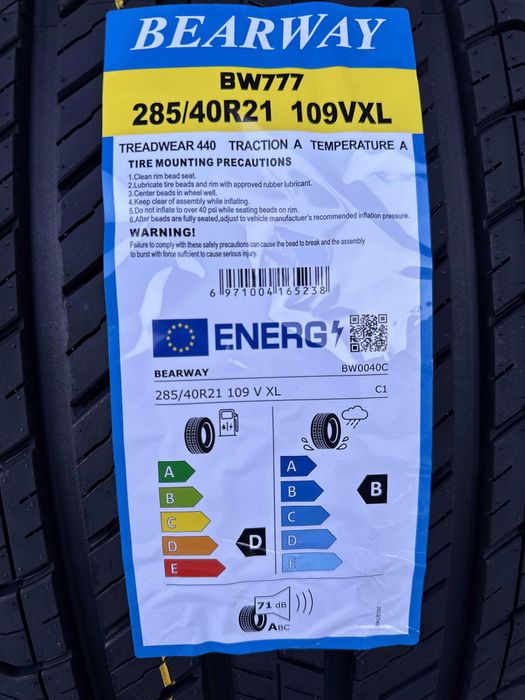 BEARWAY
BW777
285/40R21 109VXL
TREADWEAR 440 TRACTION A TEMPERATURE A
TIRE MOUNTING PRECAUTIONS
1.Clean rim bead seat.
2.Lubricate tire beads and rim with approved rubber lubricant.
3.Center beads in wheel well.
4.Keep clear of assembly while inflating.
5.Do not inflate to over 40 psi while seating beads on rim.
6.After beads are fully seated,adjust to vehicle manufactuer's recommended inflation pressure.
WARNING!
Failure to comply with these safety precautions can cause the bead to break and the assembly
to burst with force sufficient to cause serious injury.
6 971004 165238
ENERG
BEARWAY BW0040C
285/40R21 109 V XL C1
A
B
C
D
E
D
A
B
C
D
E
B
71 dB
ABC